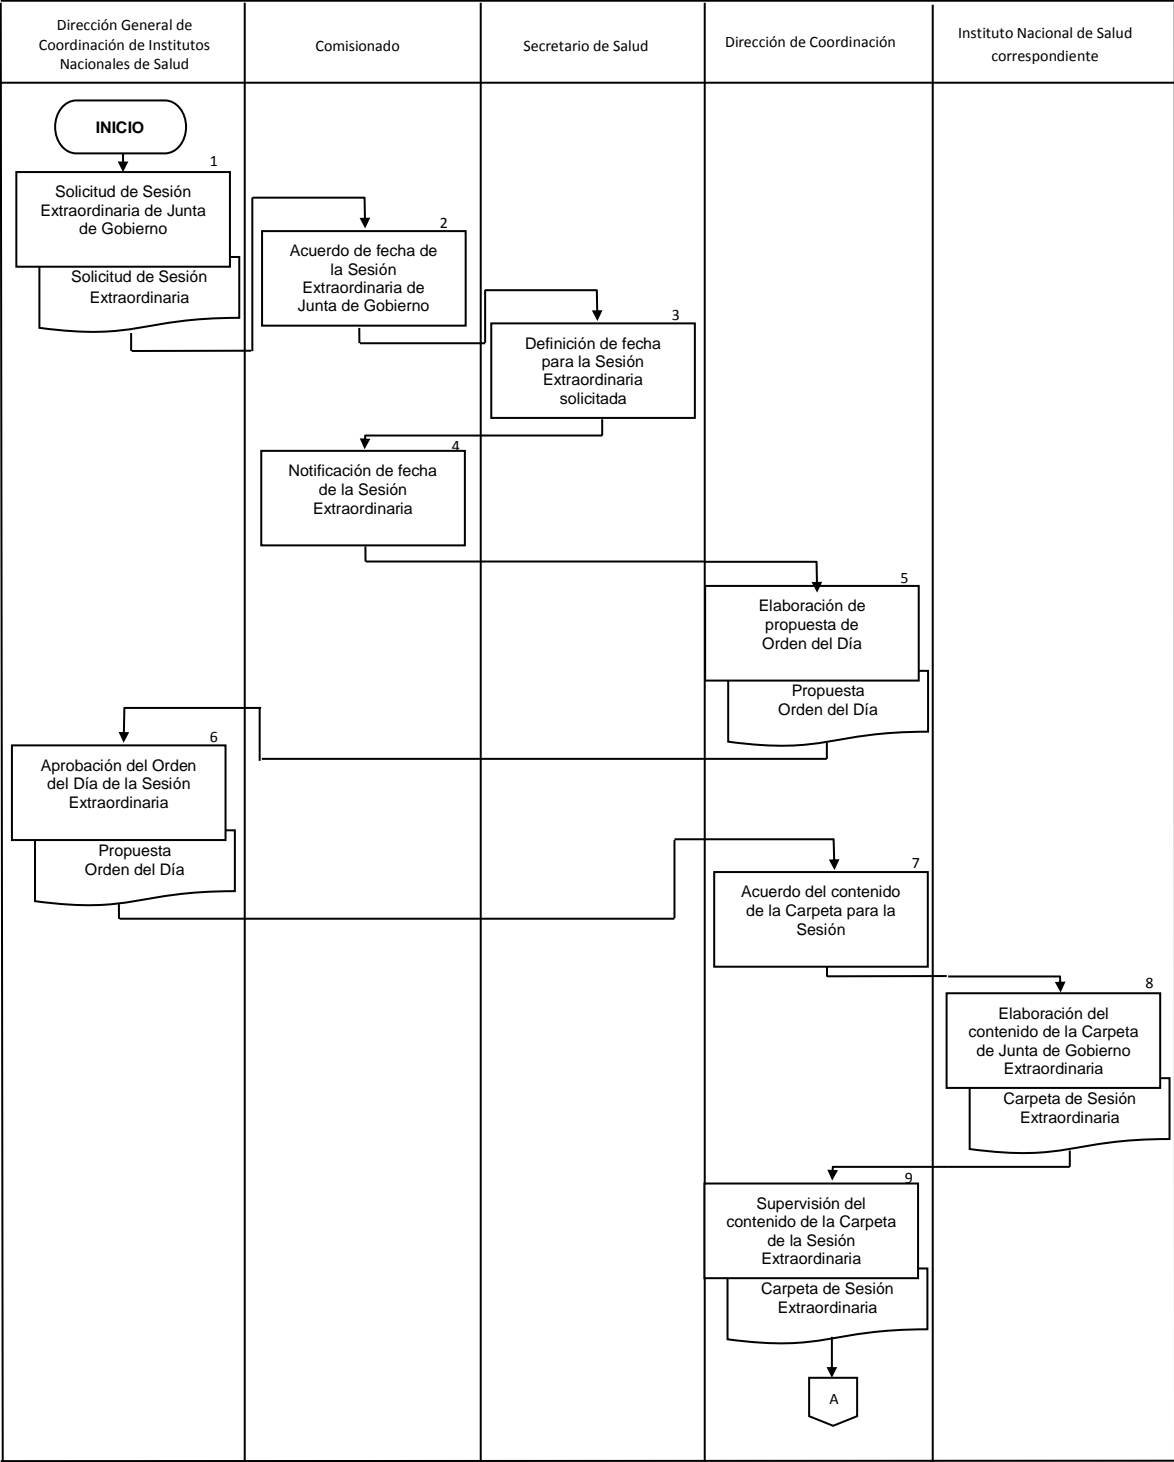 Dirección General de
Coordinación de Institutos
Nacionales de Salud
Comisionado
Secretario de Salud
Dirección de Coordinación
Instituto Nacional de Salud
correspondiente
INICIO
1
Solicitud de Sesión
Extraordinaria de Junta
de Gobierno
Solicitud de Sesión
Extraordinaria
2
Acuerdo de fecha de
la Sesión
Extraordinaria de
Junta de Gobierno
3
Definición de fecha
para la Sesión
Extraordinaria
solicitada
4
Notificación de fecha
de la Sesión
Extraordinaria
5
Elaboración de
propuesta de
Orden del Día
Propuesta
Orden del Día
6
Aprobación del Orden
del Día de la Sesión
Extraordinaria
Propuesta
Orden del Día
7
Acuerdo del contenido
de la Carpeta para la
Sesión
8
Elaboración del
contenido de la Carpeta
de Junta de Gobierno
Extraordinaria
Carpeta de Sesión
Extraordinaria
9
Supervisión del
contenido de la Carpeta
de la Sesión
Extraordinaria
Carpeta de Sesión
Extraordinaria
A